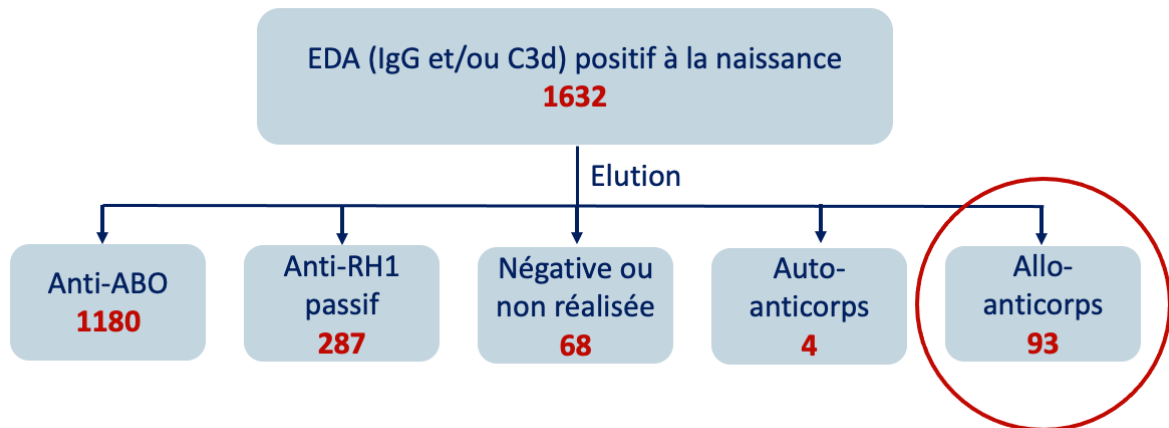 EDA (IgG et/ou C3d) positif à la naissance
1632
Elution
Anti-ABO
1180
Anti-RH1
passif
287
Négative ou
non réalisée
68
Auto-
anticorps
4
Allo-
anticorps
93